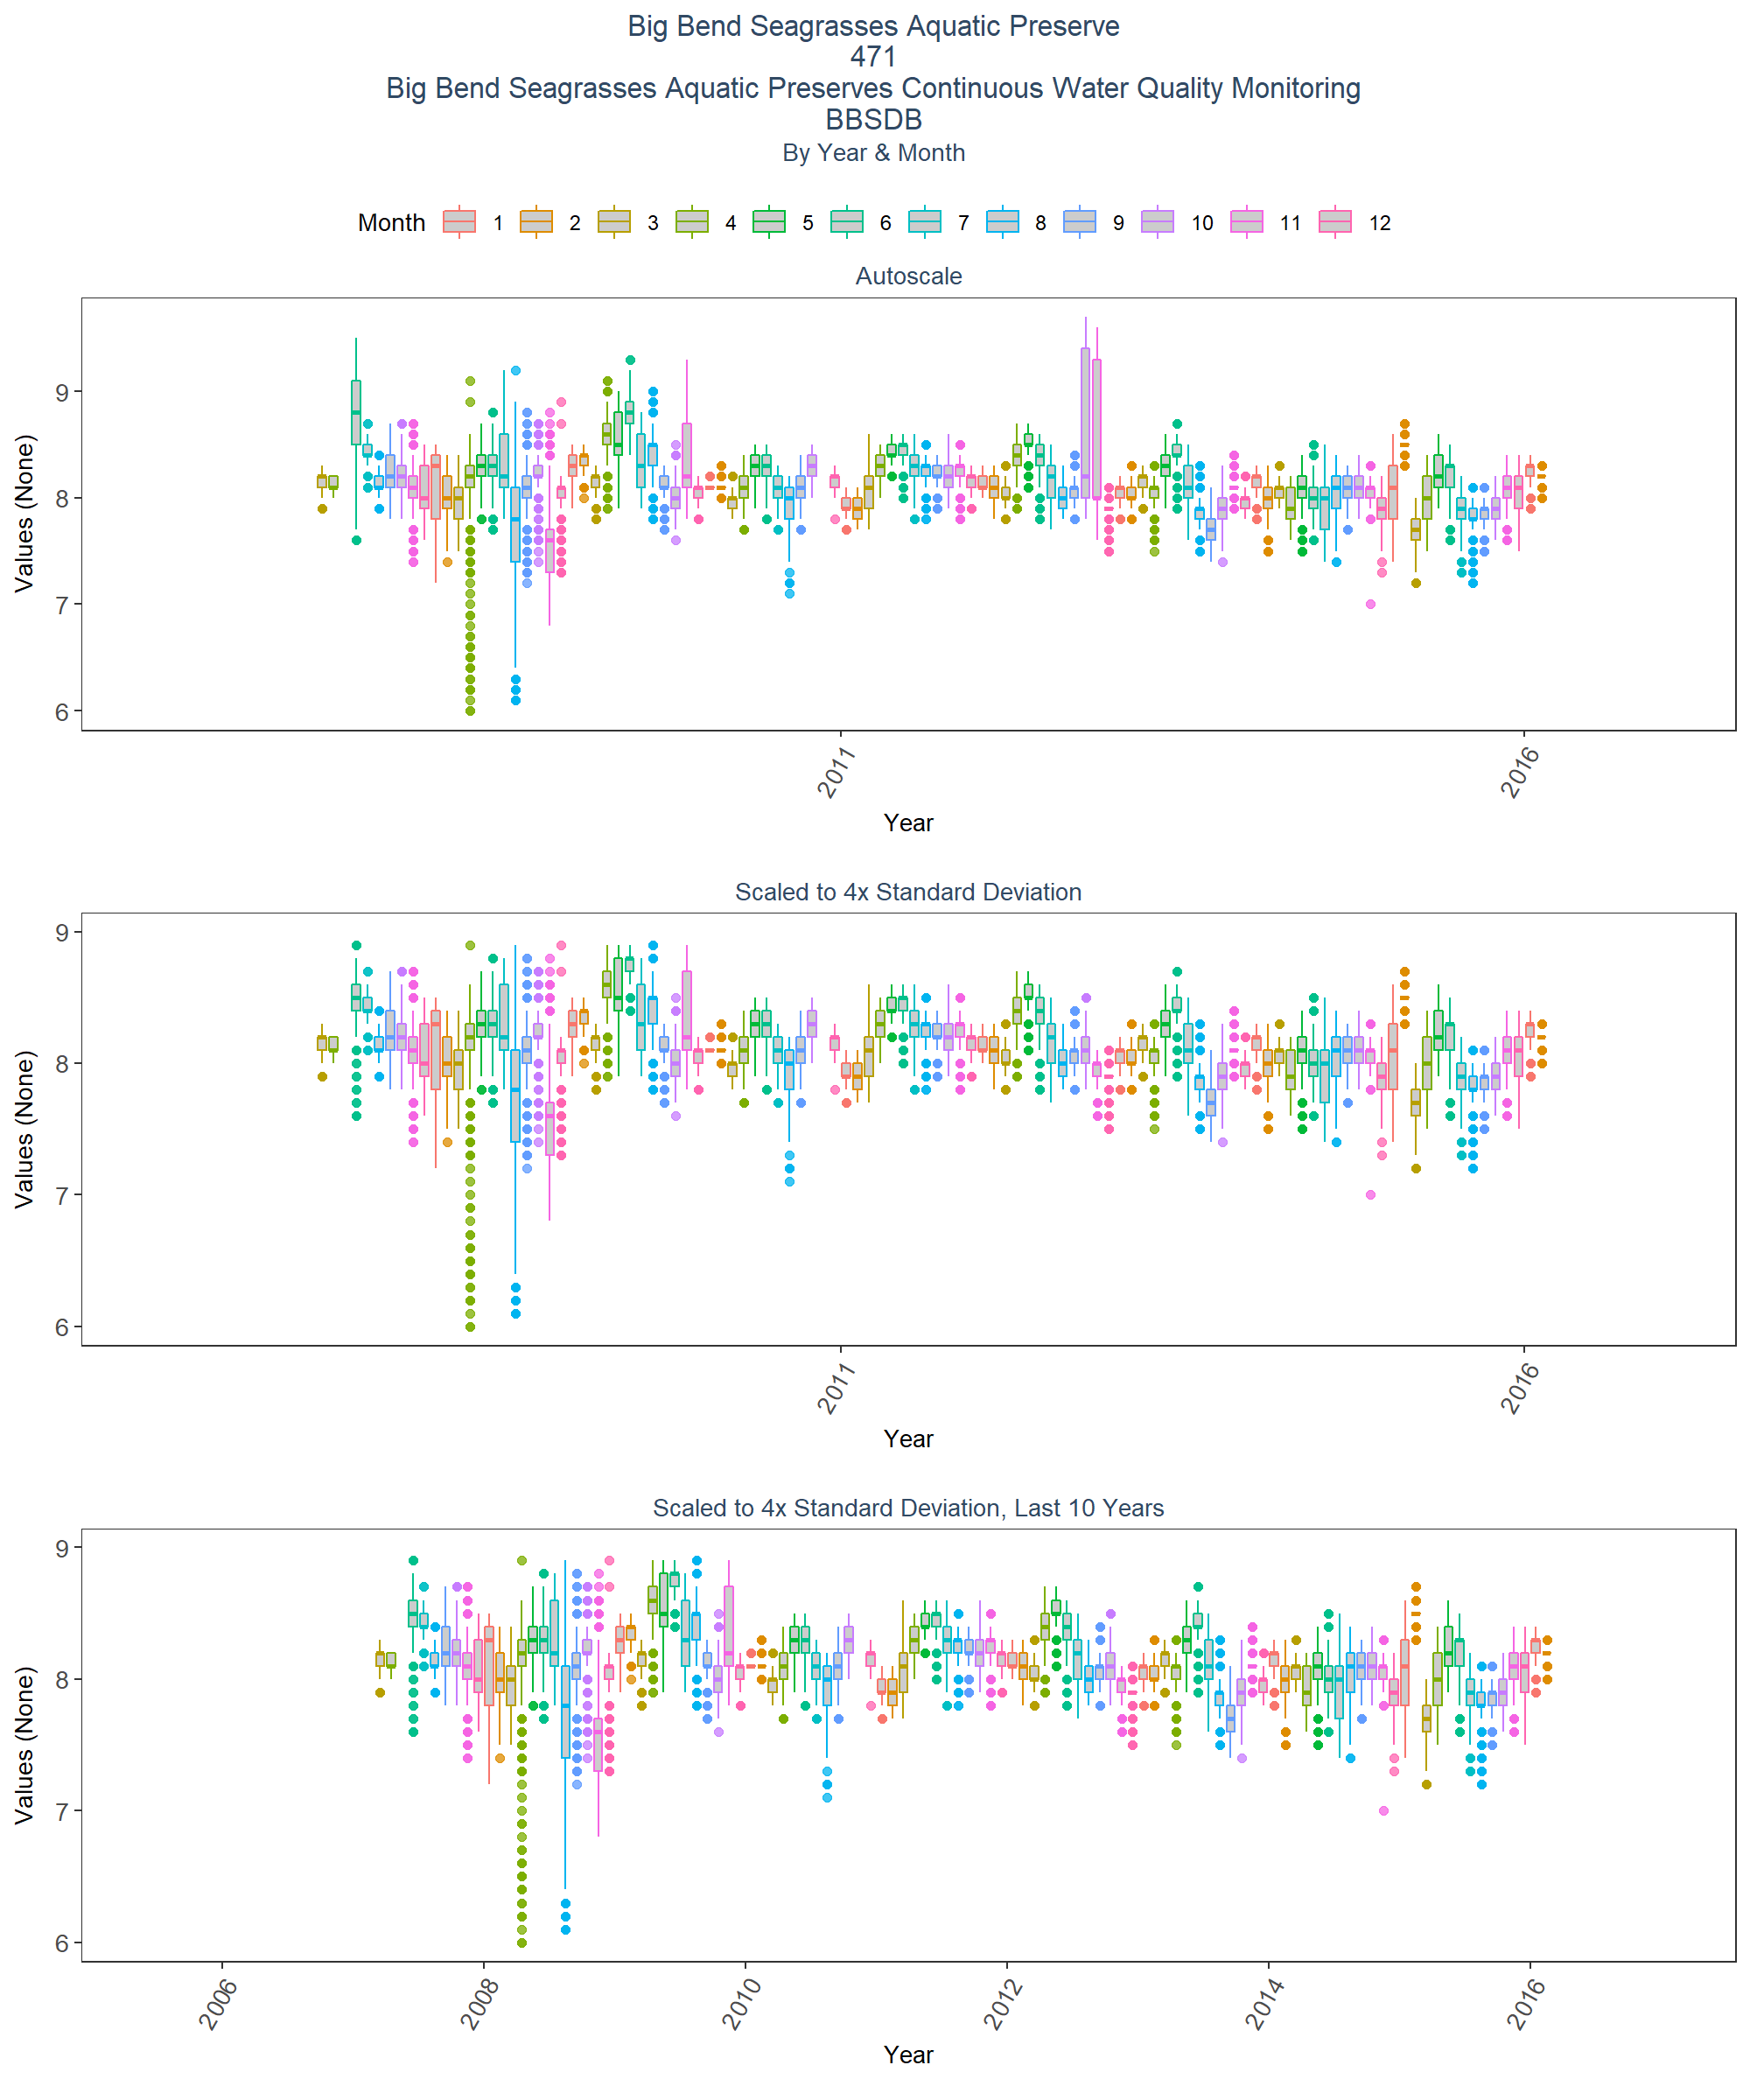 Big Bend Seagrasses Aquatic Preserve
471
Big Bend Seagrasses Aquatic Preserves Continuous Water Quality Monitoring
BBSDB
By Year & Month
Month 1 2 3 4 5 6 7 8 9 10 11 12
Autoscale
Values (None)
9
8
7
6
2011 2016
Year
Scaled to 4x Standard Deviation
Values (None)
9
8
7
6
2011 2016
Year
Scaled to 4x Standard Deviation, Last 10 Years
Values (None)
9
8
7
6
2006 2008 2010 2012 2014 2016
Year